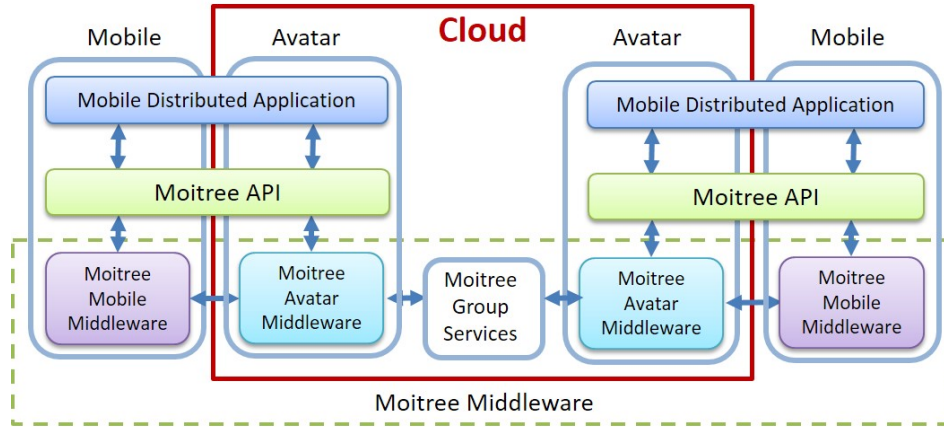 Cloud
Mobile
Avatar
Avatar
Mobile
Mobile Distributed Application
Mobile Distributed Application
Moitree API
Moitree API
Moitree
Mobile
Middleware
Moitree
Avatar
Middleware
Moitree
Group
Services
Moitree
Avatar
Middleware
Moitree
Mobile
Middleware
Moitree Middleware